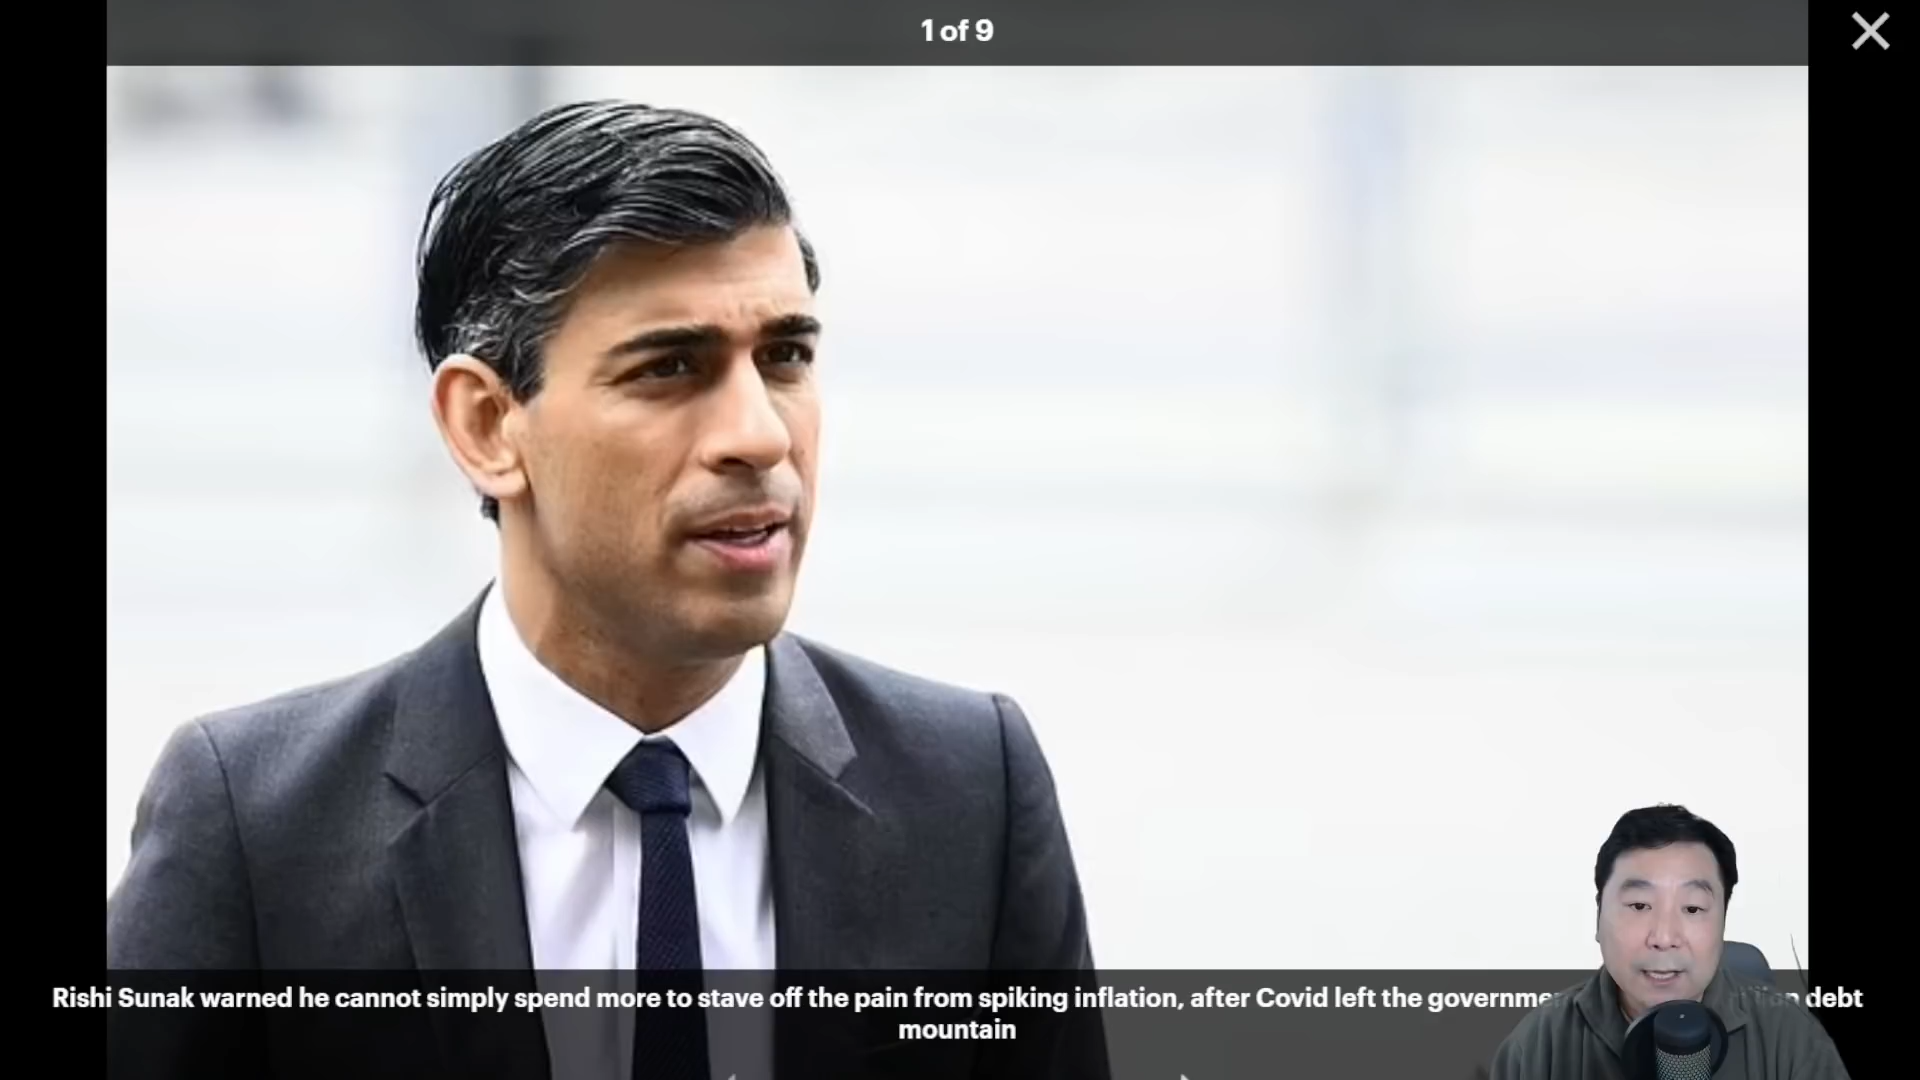 1 of 9
Rishi Sunak warned he cannot simply spend more to stave off the pain from spiking inflation, after Covid left the debt
mountain